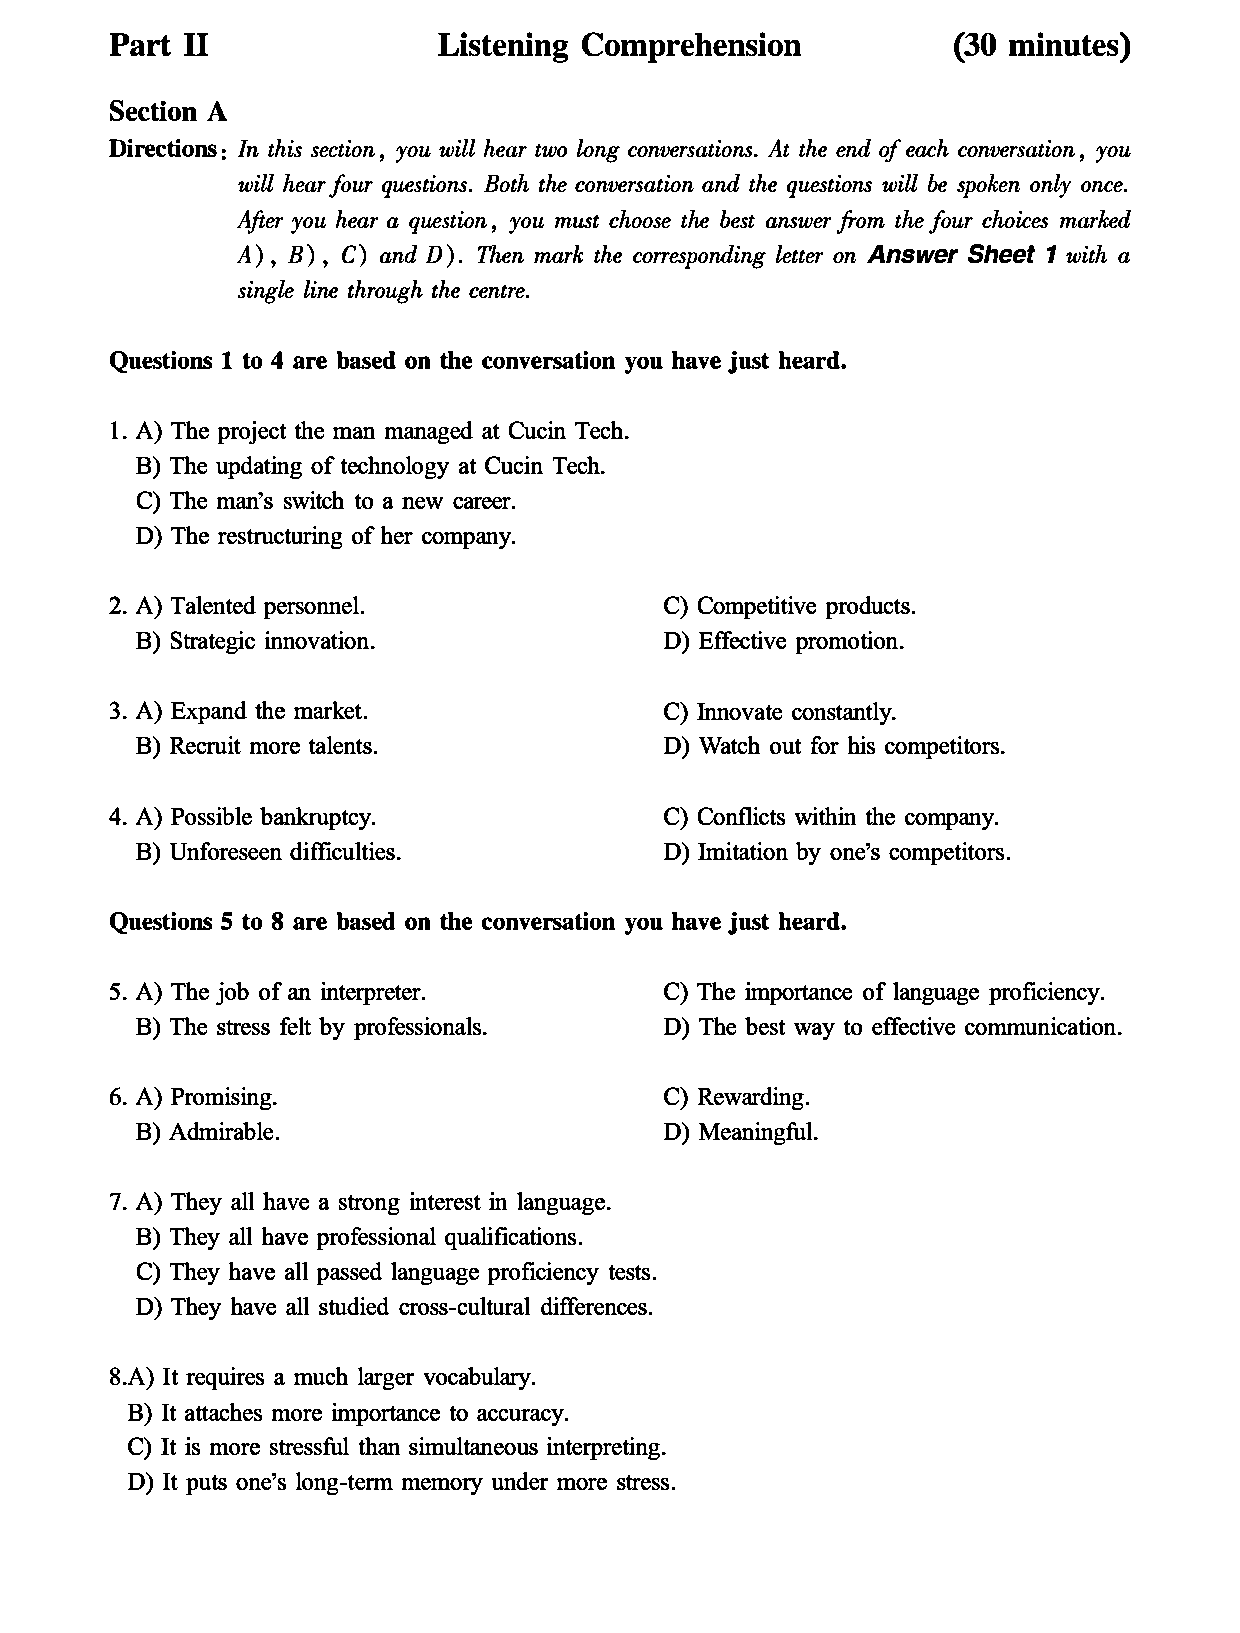 Part II Listening Comprehension (30 minutes)
Section A
Directions: In this section, you will hear two long conversations. At the end of each conversation, you
will hear four questions. Both the conversation and the questions will be spoken only once.
After you hear a question, you must choose the best answer from the four choices marked
A), B), C) and D). Then mark the corresponding letter on Answer Sheet 1 with a
single line through the centre.
Questions 1 to 4 are based on the conversation you have just heard.
1. A) The project the man managed at Cucin Tech.
B) The updating of technology at Cucin Tech.
C) The man's switch to a new career.
D) The restructuring of her company.
2. A) Talented personnel. C) Competitive products.
B) Strategic innovation. D) Effective promotion.
3. A) Expand the market. C) Innovate constantly.
B) Recruit more talents. D) Watch out for his competitors.
4. A) Possible bankruptcy. C) Conflicts within the company.
B) Unforeseen difficulties. D) Imitation by one's competitors.
Questions 5 to 8 are based on the conversation you have just heard.
5. A) The job of an interpreter. C) The importance of language proficiency.
B) The stress felt by professionals. D) The best way to effective communication.
6. A) Promising. C) Rewarding.
B) Admirable. D) Meaningful.
7. A) They all have a strong interest in language.
B) They all have professional qualifications.
C) They have all passed language proficiency tests.
D) They have all studied cross-cultural differences.
8.A) It requires a much larger vocabulary.
B) It attaches more importance to accuracy.
C) It is more stressful than simultaneous interpreting.
D) It puts one's long-term memory under more stress.